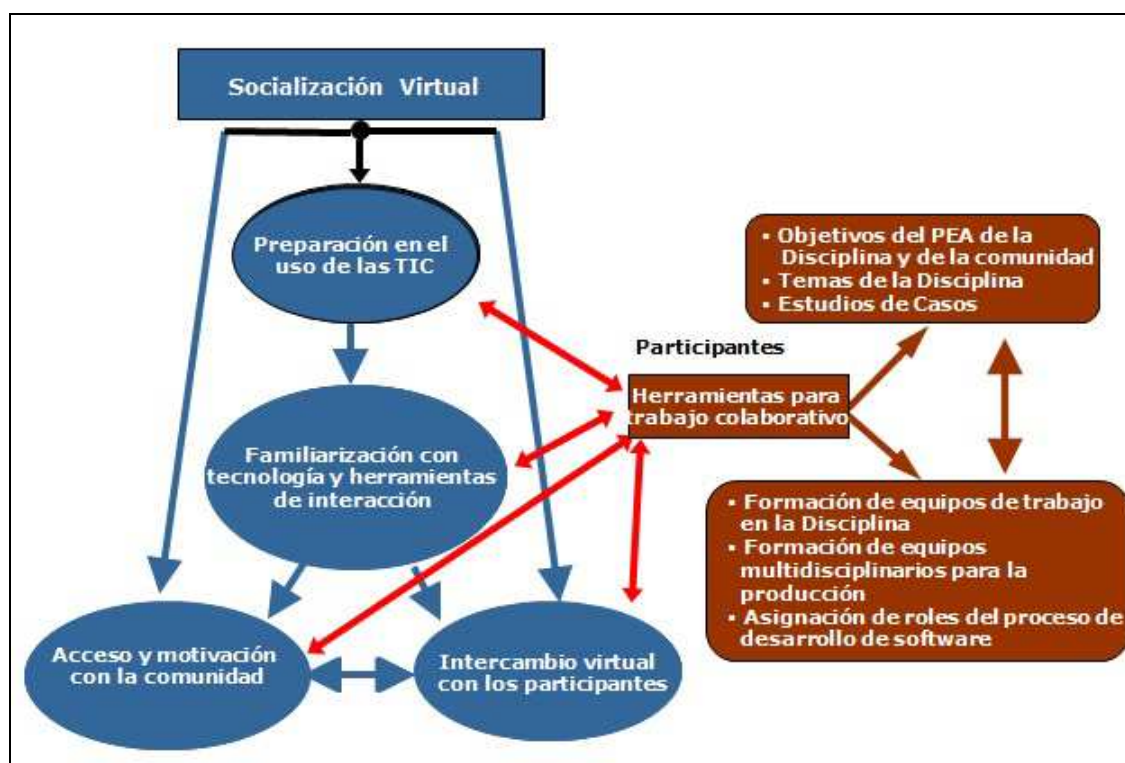 Socialización Virtual
Preparación en el
uso de las TIC
Familiarización con
tecnología y herramientas
de interacción
Acceso y motivación
con la comunidad
Intercambio virtual
con los participantes
Participantes
Herramientas para
trabajo colaborativo
▪ Objetivos del PEA de la
Disciplina y de la comunidad
▪ Temas de la Disciplina
▪ Estudios de Casos
▪ Formación de equipos de trabajo
en la Disciplina
▪ Formación de equipos
multidisciplinarios para la
producción
▪ Asignación de roles del proceso de
desarrollo de software